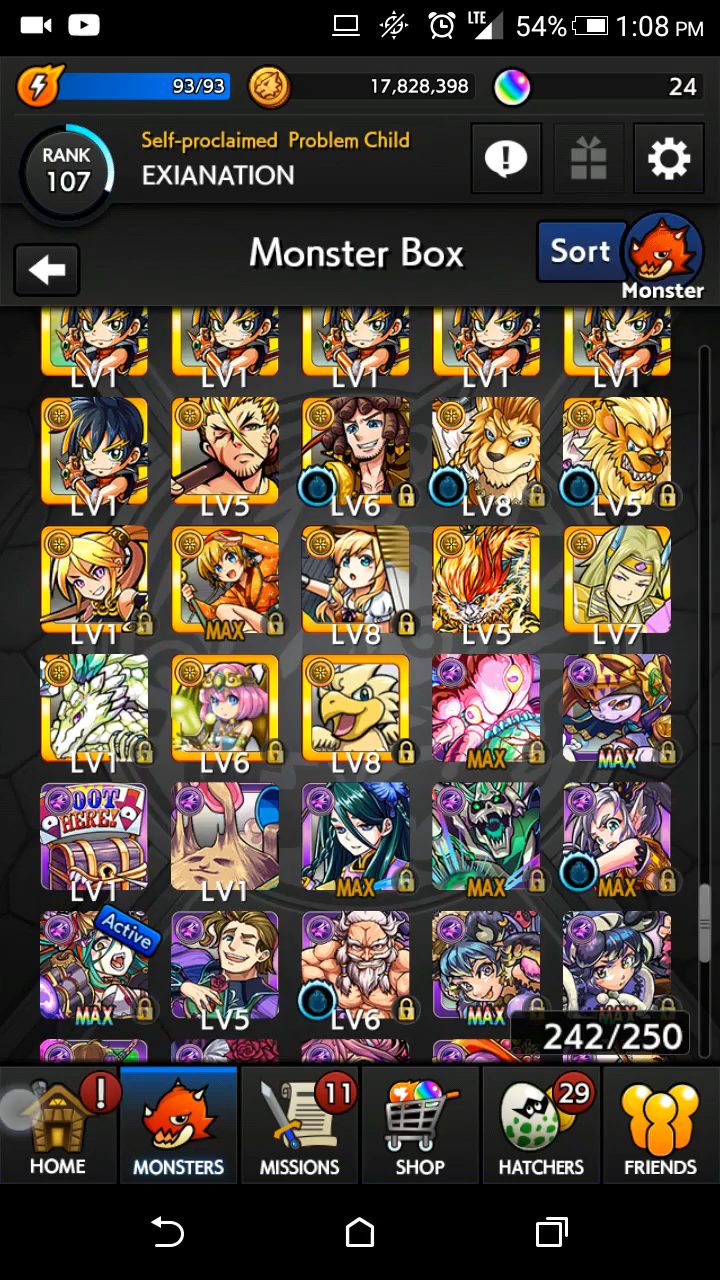 LTE 54% 1:08 PM
93/93 17,828,398 24
RANK
107
Self-proclaimed Problem Child
EXIANATION
Monster Box
Sort
Monster
LV1 LV1 LV1 LV1 LV1
LV1 LV5 LV6 LV8 LV5
LV1 MAX LV8 LV5 LV7
LV1 LV6 LV8 MAX MAX
OOT
HERE!
LV1 LV1 MAX MAX MAX
Active
MAX LV5 LV6 MAX MAX
242/250
! 11 29
HOME MONSTERS MISSIONS SHOP HATCHERS FRIENDS